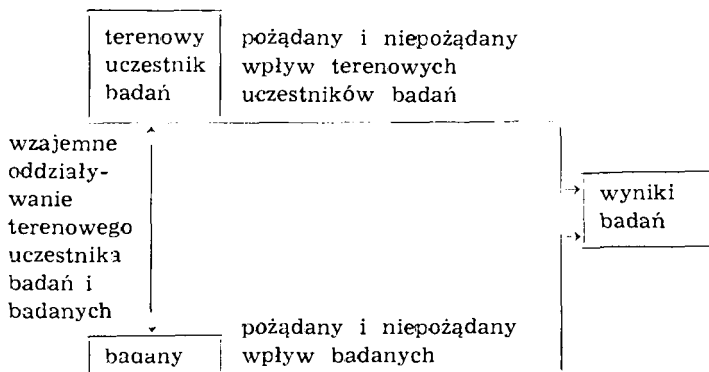 terenowy
uczestnik
badań
pożądany i niepożądany
wpływ terenowych
uczestników badań
wzajemne
oddziały-
wanie
terenowego
uczestnika
badań i
badanych
wyniki
badań
badany
pożądany i niepożądany
wpływ badanych